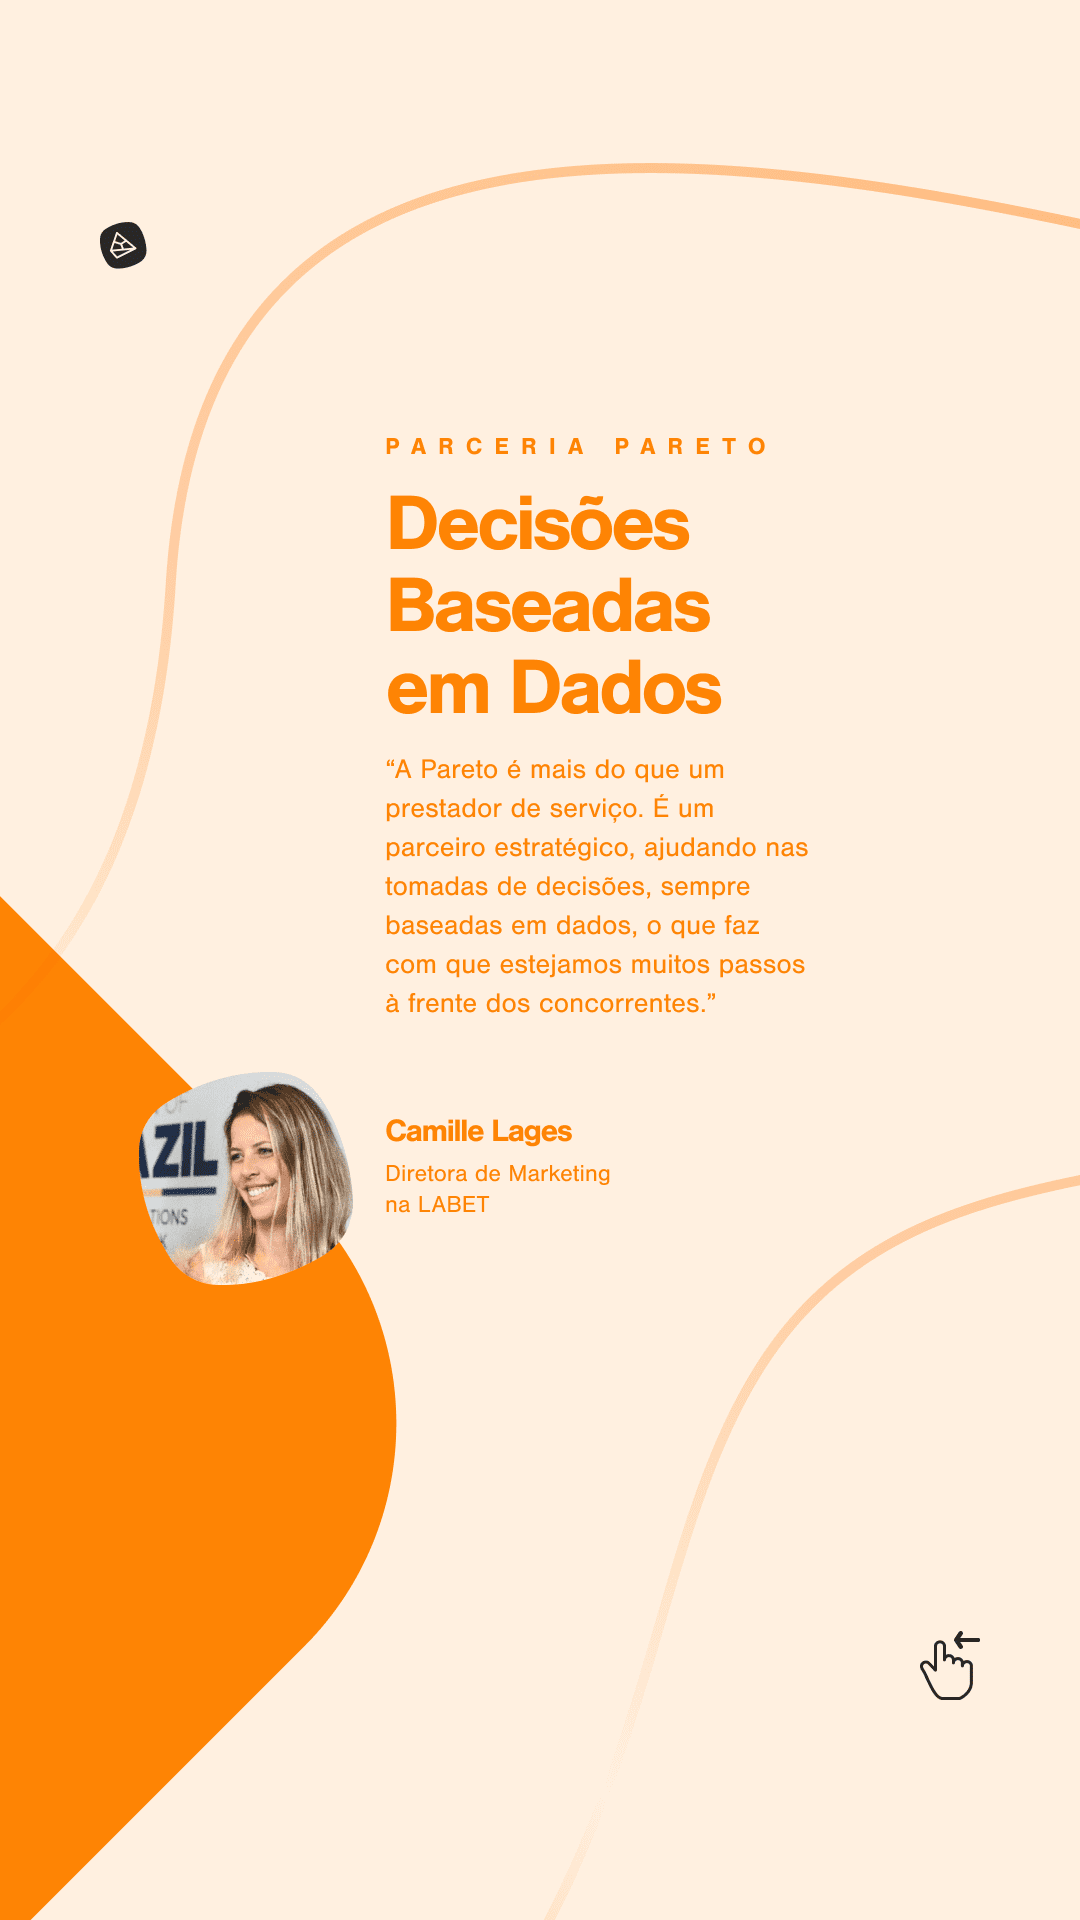 PARCERIA PARETO
Decisões
Baseadas
em Dados
“A Pareto é mais do que um
prestador de serviço. É um
parceiro estratégico, ajudando nas
tomadas de decisões, sempre
baseadas em dados, o que faz
com que estejamos muitos passos
à frente dos concorrentes.”
AZIL
TIONS
Camille Lages
Diretora de Marketing
na LABET